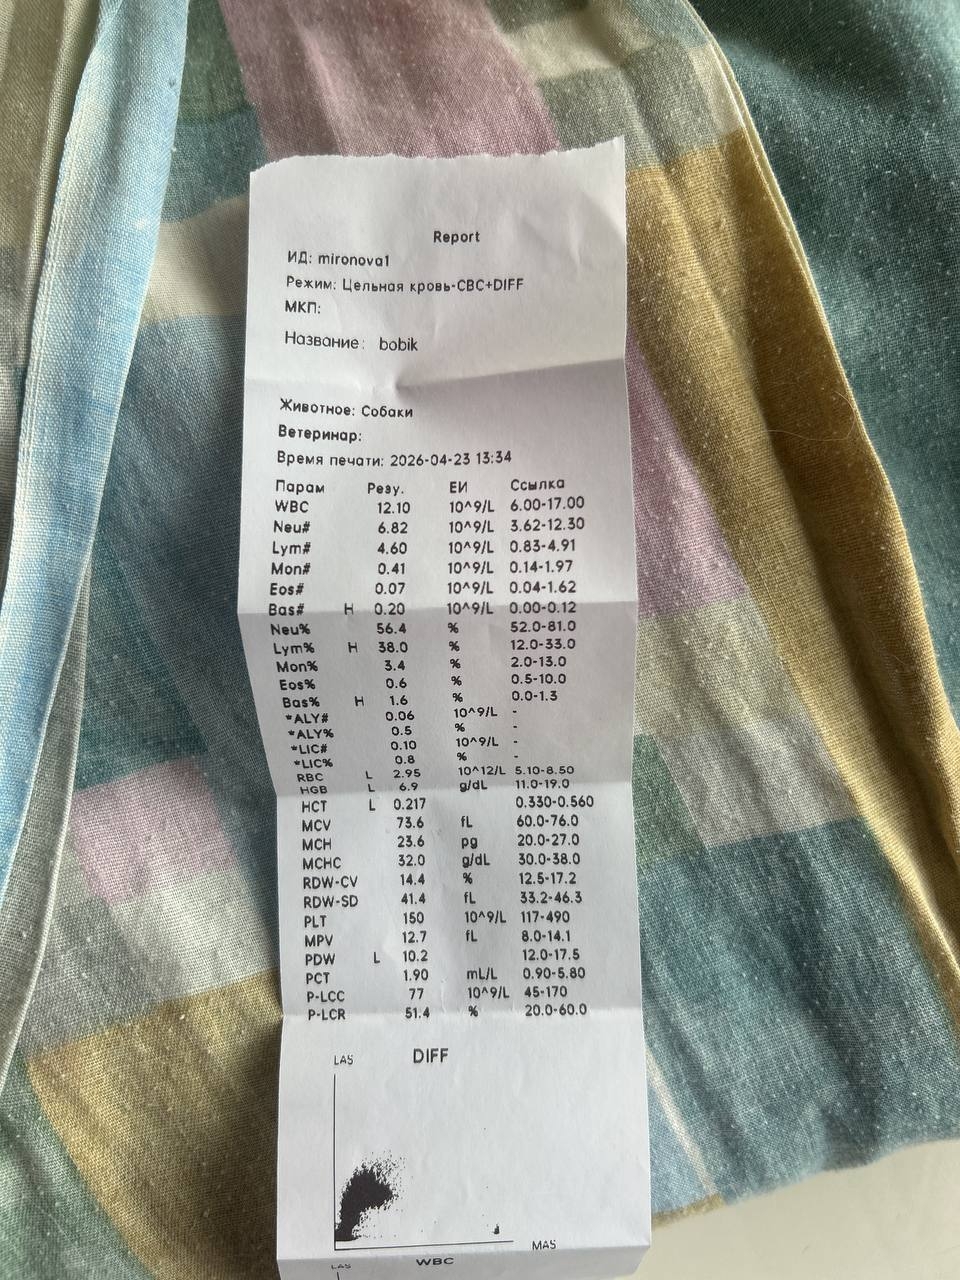 Report
ИД: mironova1
Режим: Цельная кровь-CBC+DIFF
МКП:
Название: bobik
Животное: Собаки
Ветеринар:
Время печати: 2026-04-23 13:34
Парам Резу. ЕИ Ссылка
WBC 12.10 10^9/L 6.00-17.00
Neu# 6.82 10^9/L 3.62-12.30
Lym# 4.60 10^9/L 0.83-4.91
Mon# 0.41 10^9/L 0.14-1.97
Eos# 0.07 10^9/L 0.04-1.62
Bas# H 0.20 10^9/L 0.00-0.12
Neu% 56.4 % 52.0-81.0
Lym% H 38.0 % 12.0-33.0
Mon% 3.4 % 2.0-13.0
Eos% 0.6 % 0.5-10.0
Bas% H 1.6 % 0.0-1.3
*ALY# 0.06 10^9/L -
*ALY% 0.5 % -
*LIC# 0.10 10^9/L -
*LIC% 0.8 % -
RBC L 2.95 10^12/L 5.10-8.50
HGB L 6.9 g/dL 11.0-19.0
HCT L 0.217 0.330-0.560
MCV 73.6 fL 60.0-76.0
MCH 23.6 pg 20.0-27.0
MCHC 32.0 g/dL 30.0-38.0
RDW-CV 14.4 % 12.5-17.2
RDW-SD 41.4 fL 33.2-46.3
PLT 150 10^9/L 117-490
MPV 12.7 fL 8.0-14.1
PDW L 10.2 12.0-17.5
PCT 1.90 mL/L 0.90-5.80
P-LCC 77 10^9/L 45-170
P-LCR 51.4 % 20.0-60.0
LAS DIFF
MAS
LAS WBC